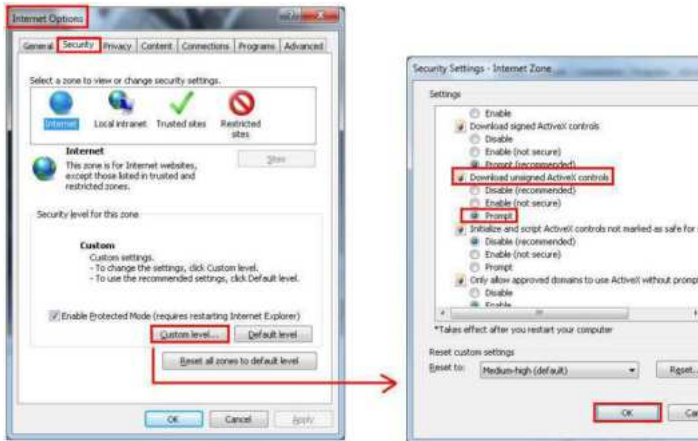 Internet Options
General Security Privacy Content Connections Programs Advanced
Select a zone to view or change security settings.
Internet Local intranet Trusted sites Restricted sites
Internet
This zone is for Internet websites,
except those listed in trusted and
restricted zones.
Sites
Security level for this zone
Custom
Custom settings.
- To change the settings, click Custom level.
- To use the recommended settings, click Default level.
Enable Protected Mode (requires restarting Internet Explorer)
Custom level... Default level
Reset all zones to default level
OK Cancel Apply
Security Settings - Internet Zone
Settings
Enable
Download signed ActiveX controls
Disable
Enable (not secure)
Prompt (recommended)
Download unsigned ActiveX controls
Disable (recommended)
Enable (not secure)
Prompt
Initialize and script ActiveX controls not marked as safe for
Disable (recommended)
Enable (not secure)
Prompt
Only allow approved domains to use ActiveX without promp
Disable
Enable
*Takes effect after you restart your computer
Reset custom settings
Reset to: Medium-high (default) Reset..
OK Can